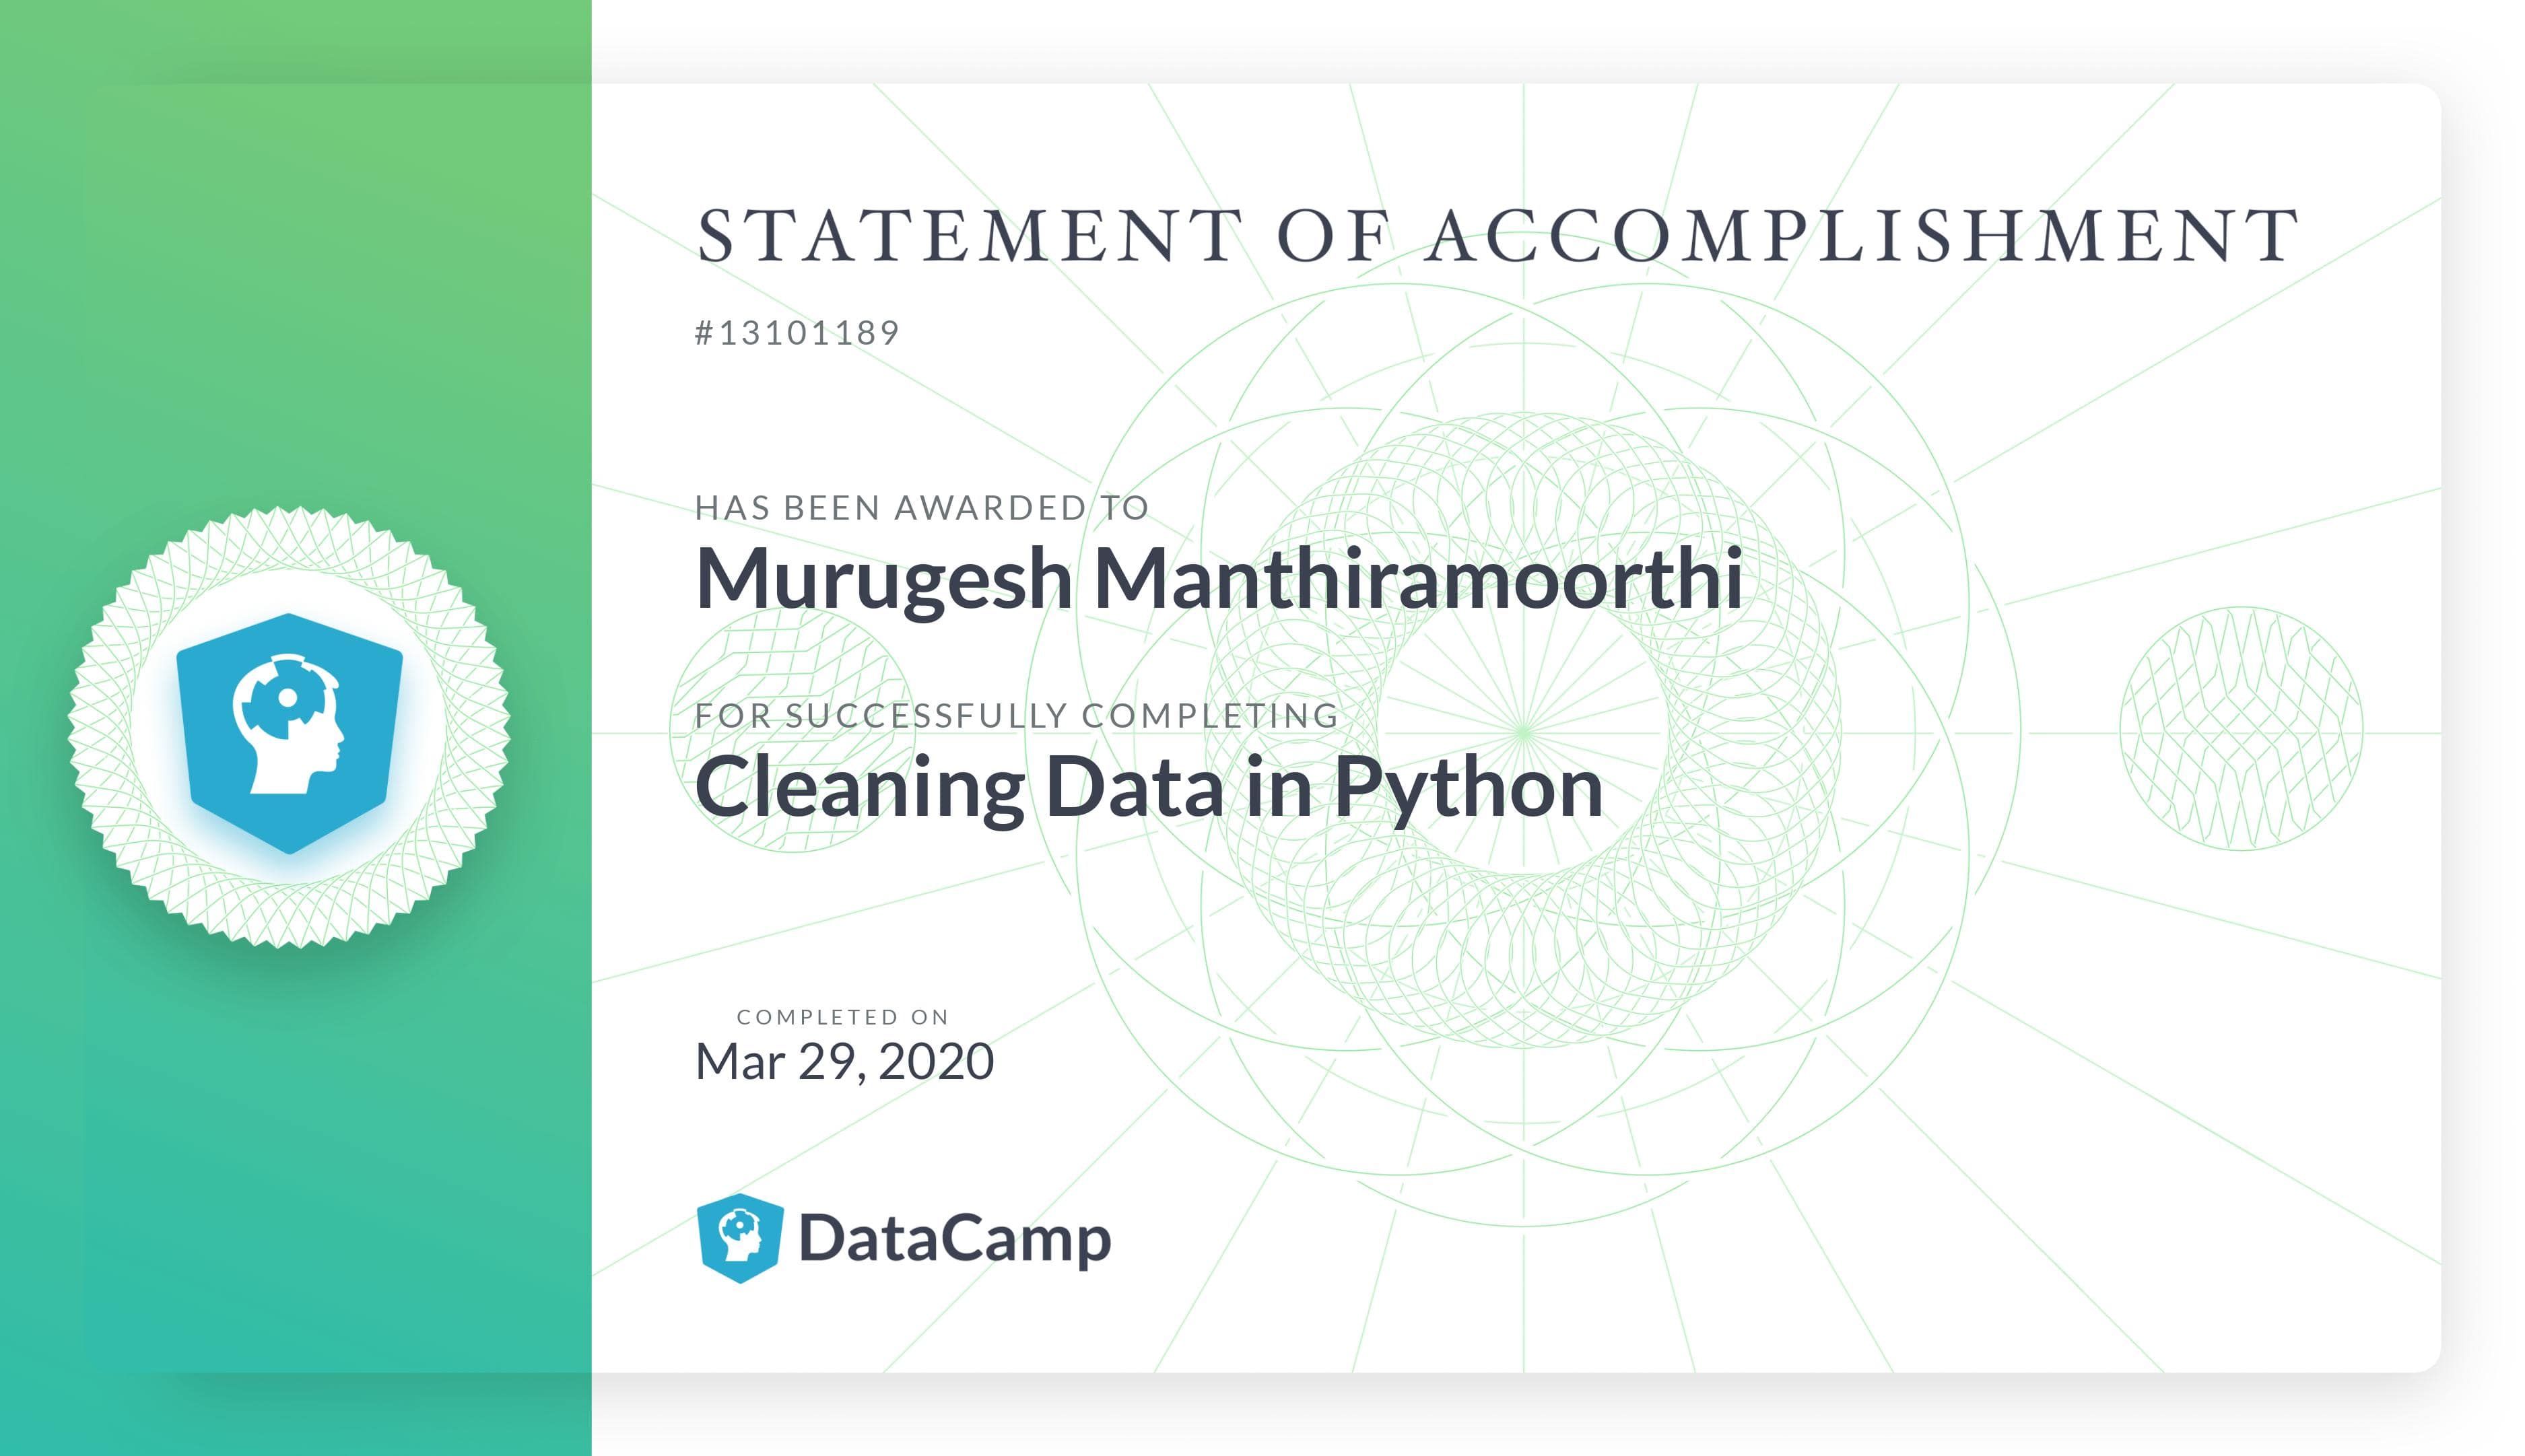 STATEMENT OF ACCOMPLISHMENT
#13101189
HAS BEEN AWARDED TO
Murugesh Manthiramoorthi
FOR SUCCESSFULLY COMPLETING
Cleaning Data in Python
COMPLETED ON
Mar 29, 2020
DataCamp